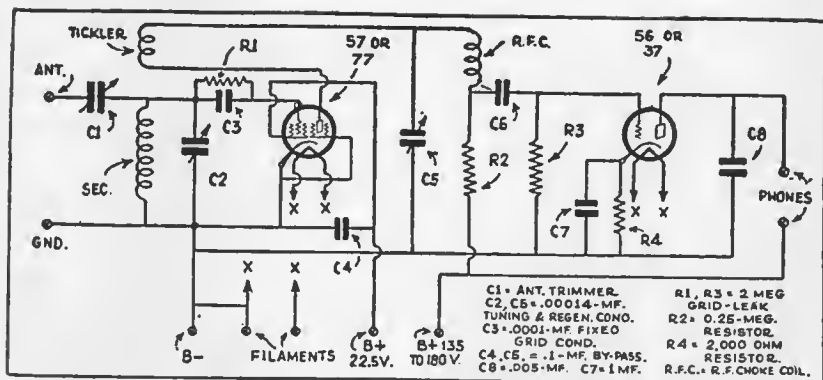 TICKLER
R1
57 OR
77
R.F.C.
56 OR
37
ANT.
C1
C3
C6
R3
C8
SEC.
C2
C5
R2
PHONES
X X
C7
X X
R4
GND.
C4
X X
B-
FILAMENTS
B+
22.5V.
B+ 135
TO 180 V.
C1= ANT. TRIMMER
C2, C5=.00014-MF.
TUNING & REGEN. COND.
C3=.0001-MF. FIXED
GRID COND.
C4, C5, = .1-MF. BY-PASS.
C8=.005-MF. C7=1MF.
R1, R3= 2 MEG
GRID-LEAK
R2= 0.25-MEG.
RESISTOR
R4= 2,000 OHM
RESISTOR.
R.F.C.= R.F. CHOKE COIL.